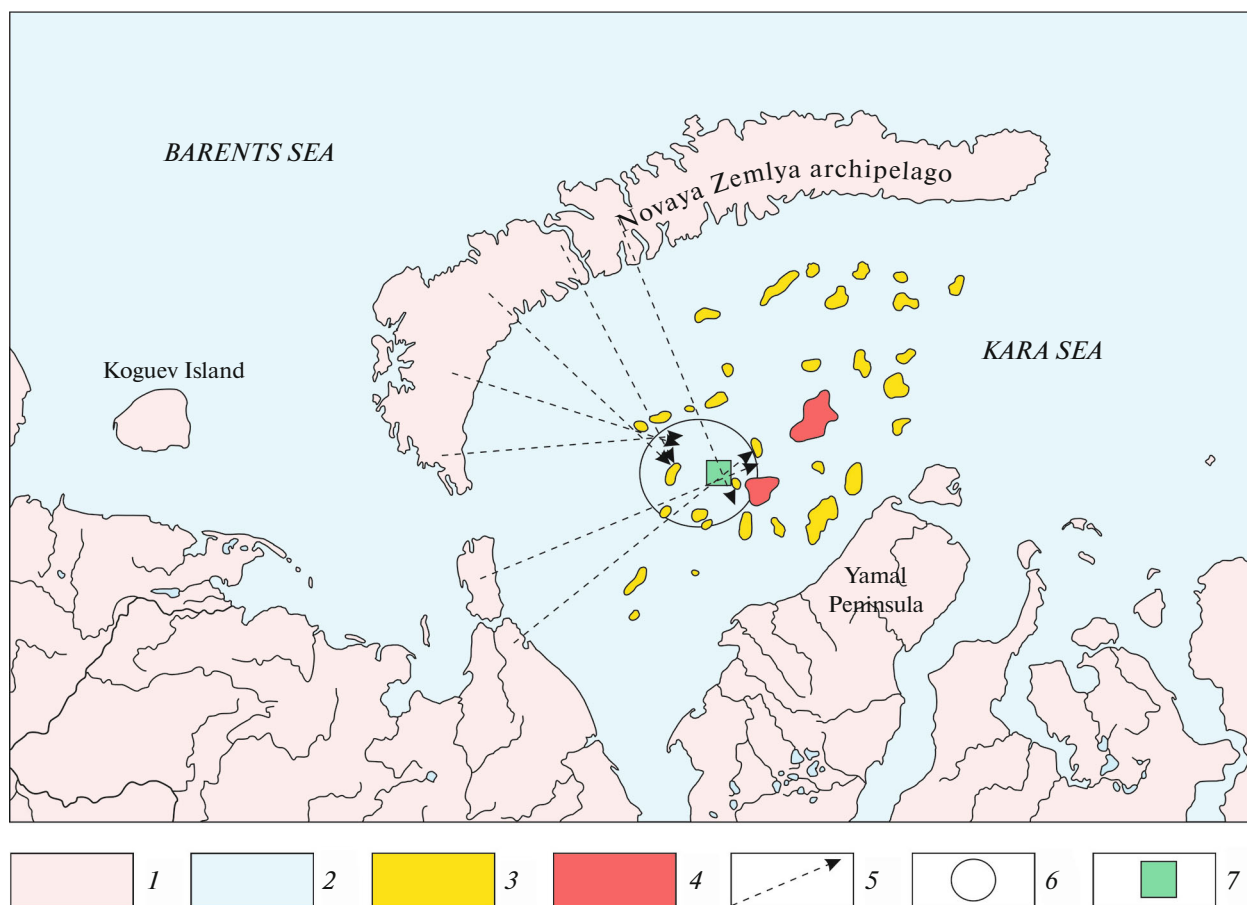 BARENTS SEA
Novaya Zemlya archipelago
KARA SEA
Koguev Island
Yamal
Peninsula
1 2 3 4 5 6 7